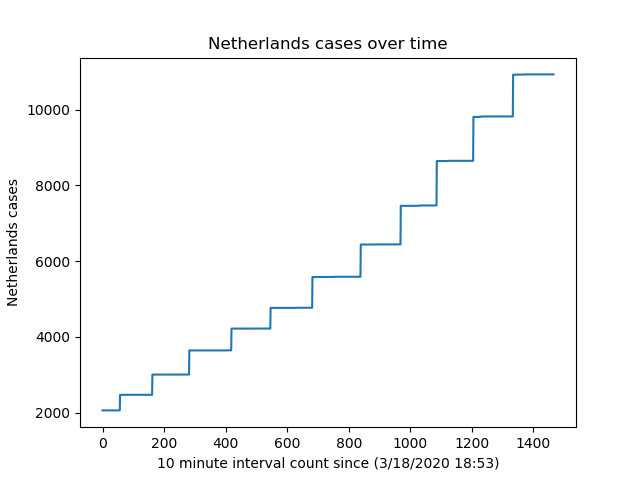 Netherlands cases over time
10000
8000
6000
4000
2000
Netherlands cases
0 200 400 600 800 1000 1200 1400
10 minute interval count since (3/18/2020 18:53)